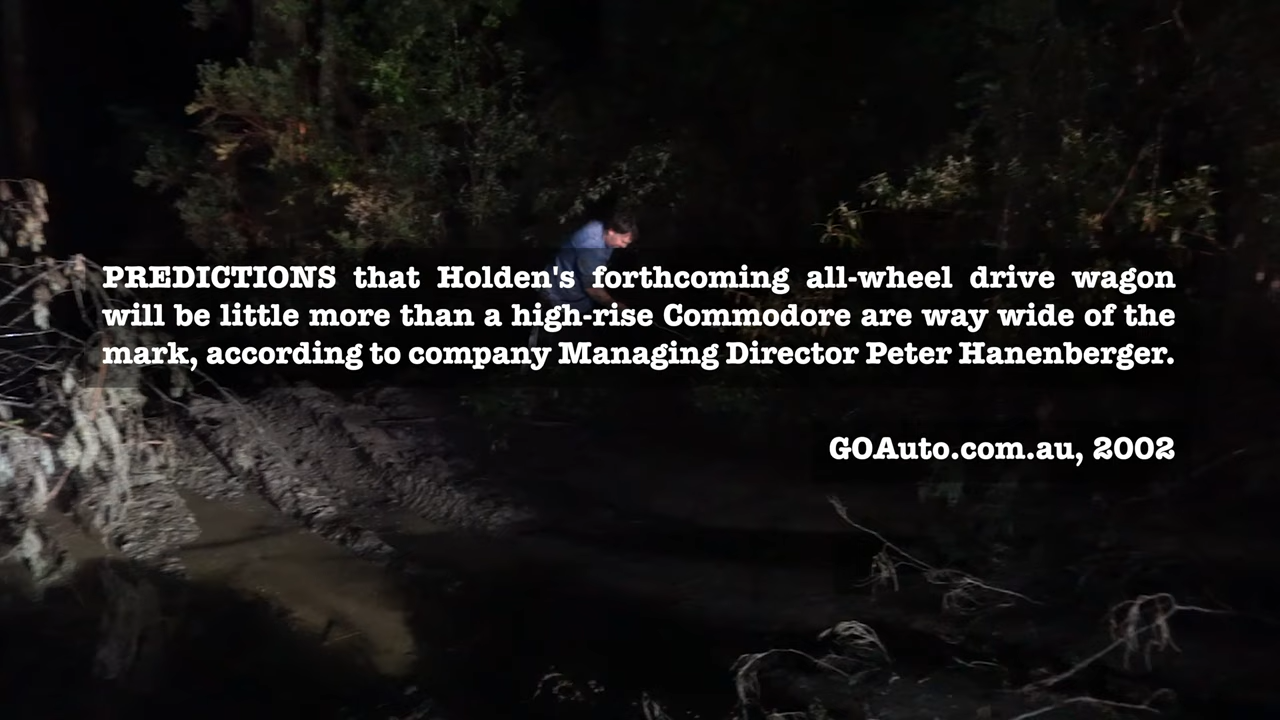 PREDICTIONS that Holden's forthcoming all-wheel drive wagon
will be little more than a high-rise Commodore are way wide of the
mark, according to company Managing Director Peter Hanenberger.
GOAuto.com.au, 2002